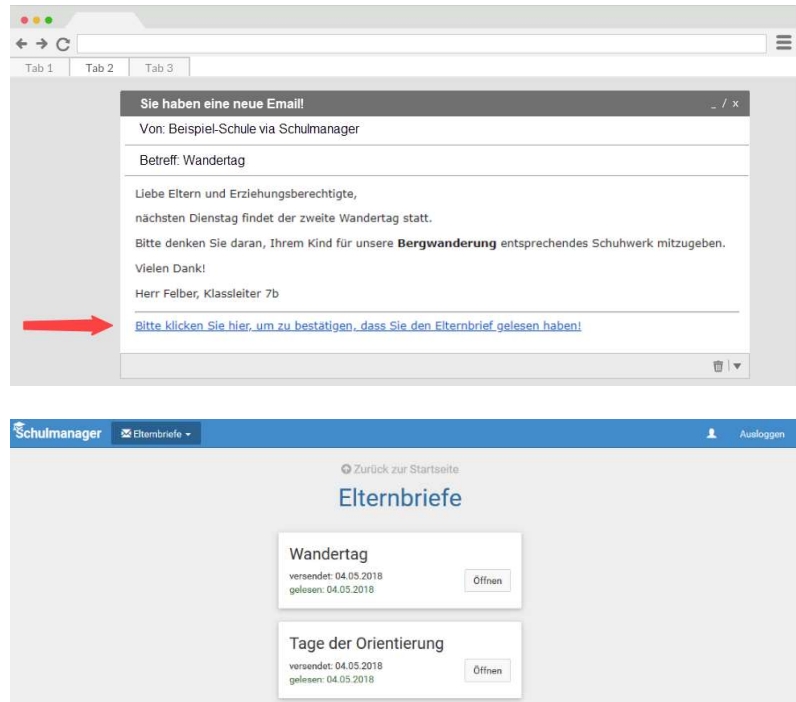 Tab 1 Tab 2 Tab 3
Sie haben eine neue Email! _ / x
Von: Beispiel-Schule via Schulmanager
Betreff: Wandertag
Liebe Eltern und Erziehungsberechtigte,
nächsten Dienstag findet der zweite Wandertag statt.
Bitte denken Sie daran, Ihrem Kind für unsere Bergwanderung entsprechendes Schuhwerk mitzugeben.
Vielen Dank!
Herr Felber, Klassleiter 7b
Bitte klicken Sie hier, um zu bestätigen, dass Sie den Elternbrief gelesen haben!
Schulmanager Elternbriefe Ausloggen
Zurück zur Startseite
Elternbriefe
Wandertag
versendet: 04.05.2018
gelesen: 04.05.2018
Öffnen
Tage der Orientierung
versendet: 04.05.2018
gelesen: 04.05.2018
Öffnen